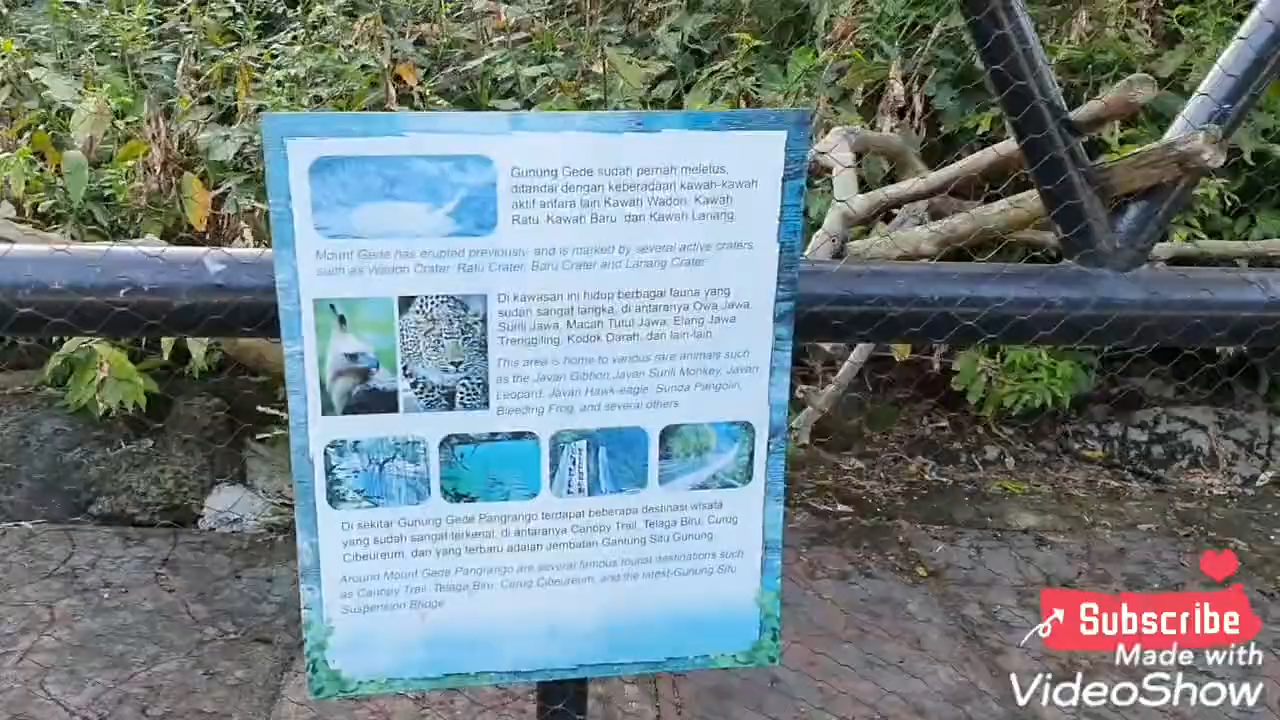 Gunung Gede sudah pernah meletus,
ditandai dengan keberadaan kawah-kawah
aktif antara lain Kawah Wadon, Kawah
Ratu, Kawah Baru, dan Kawah Lanang.
Mount Gede has erupted previously and is marked by several active craters
such as Wadon Crater, Ratu Crater, Baru Crater and Lanang Crater.
Di kawasan ini hidup berbagai fauna yang
sudah sangat langka, di antaranya Owa Jawa,
Surili Jawa, Macan Tutul Jawa, Elang Jawa,
Trenggiling, Kodok Darah, dan lain-lain.
This area is home to various rare animals such
as the Javan Gibbon, Javan Surili Monkey, Javan
Leopard, Javan Hawk-eagle, Sunda Pangolin,
Bleeding Frog, and several others.
Di sekitar Gunung Gede Pangrango terdapat beberapa destinasi wisata
yang sudah sangat terkenal, di antaranya Canopy Trail, Telaga Biru, Curug
Cibeureum, dan yang terbaru adalah Jembatan Gantung Situ Gunung.
Around Mount Gede Pangrango are several famous tourist destinations such
as Canopy Trail, Telaga Biru, Curug Cibeureum, and the latest-Gunung Situ
Suspension Bridge.
Subscribe
Made with
VideoShow